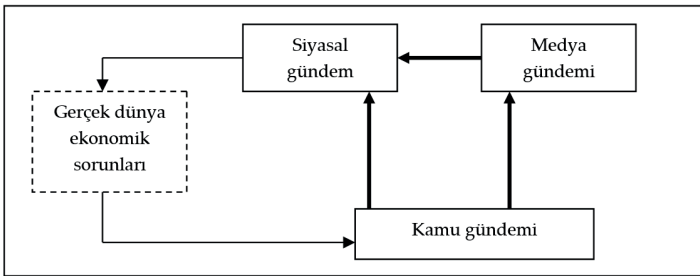 Siyasal
gündem
Medya
gündemi
Gerçek dünya
ekonomik
sorunları
Kamu gündemi